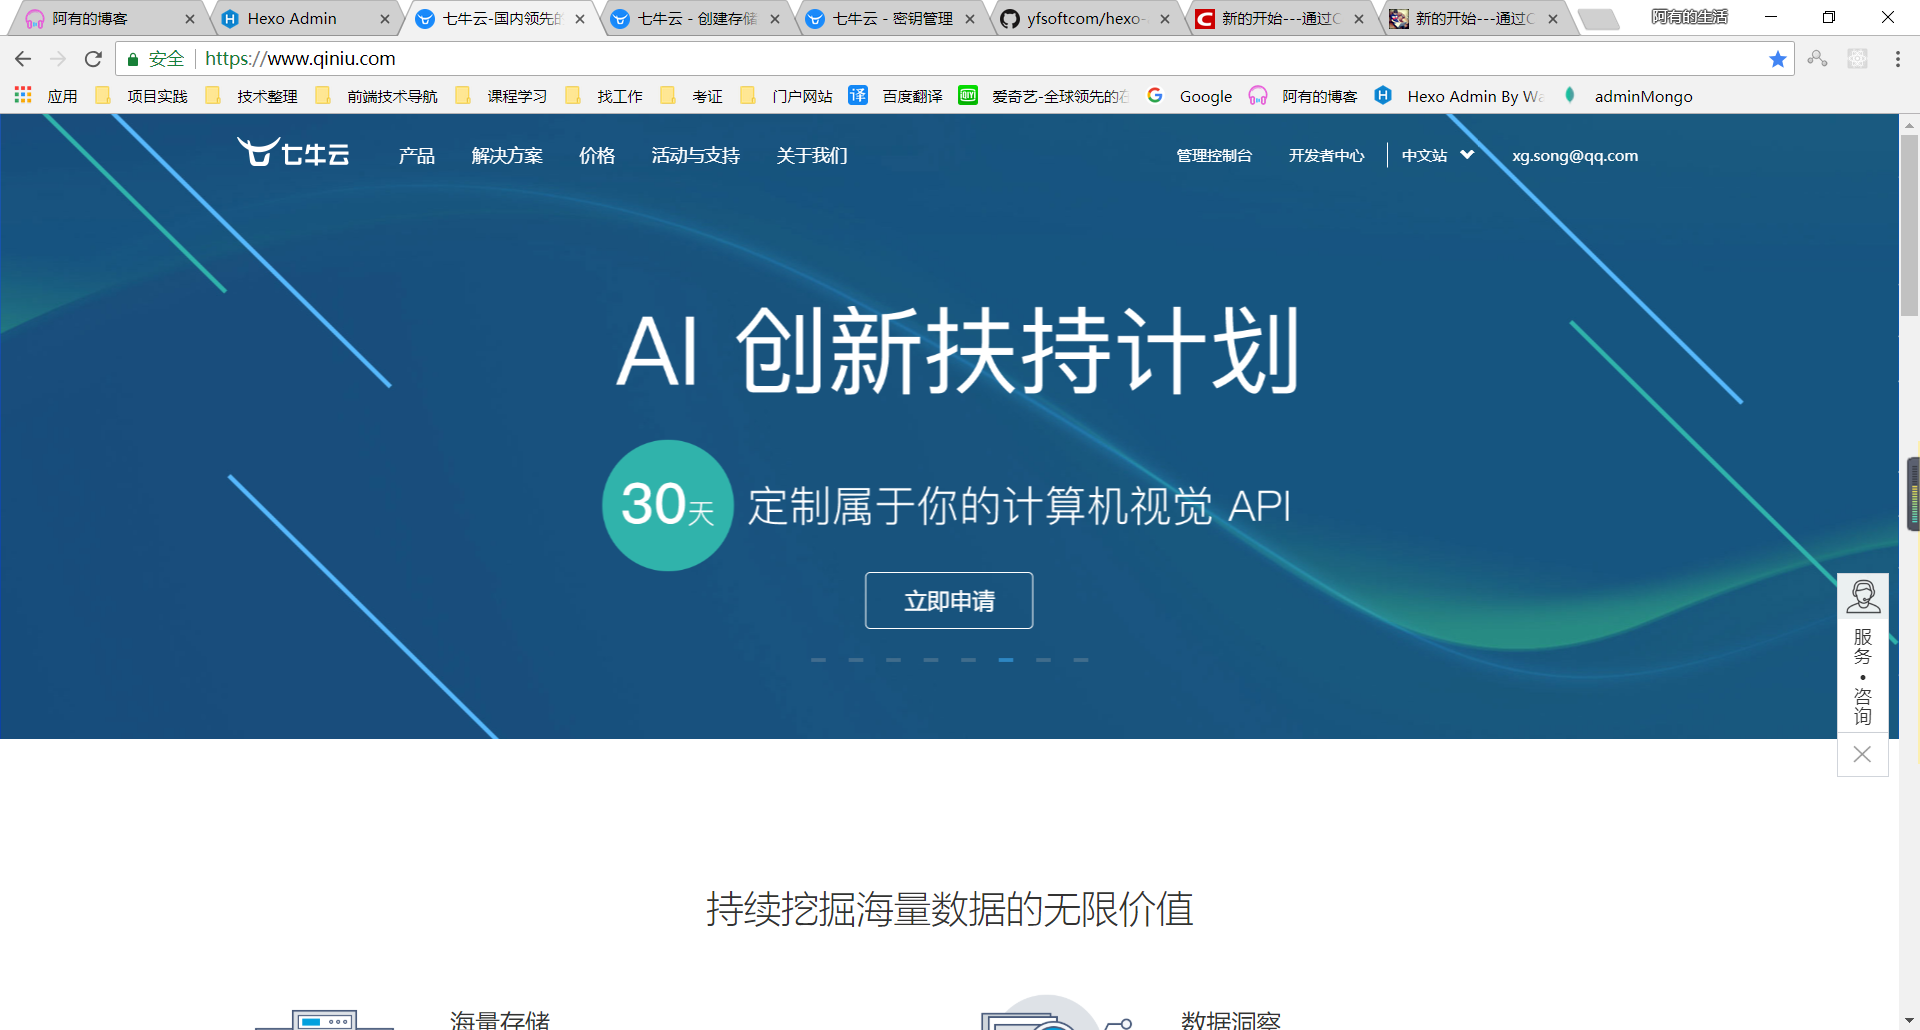 阿有的博客
Hexo Admin
七牛云-国内领先的
七牛云 - 创建存储
七牛云 - 密钥管理
yfsoftcom/hexo-
新的开始---通过C
新的开始---通过C
阿有的生活
安全 https://www.qiniu.com
应用 项目实践 技术整理 前端技术导航 课程学习 找工作 考证 门户网站 译 百度翻译 爱奇艺-全球领先的在 Google 阿有的博客 Hexo Admin By Wa adminMongo
七牛云 产品 解决方案 价格 活动与支持 关于我们 管理控制台 开发者中心 中文站 xg.song@qq.com
AI 创新扶持计划
30天 定制属于你的计算机视觉 API
立即申请
服务·咨询
持续挖掘海量数据的无限价值
海量存储 数据洞察